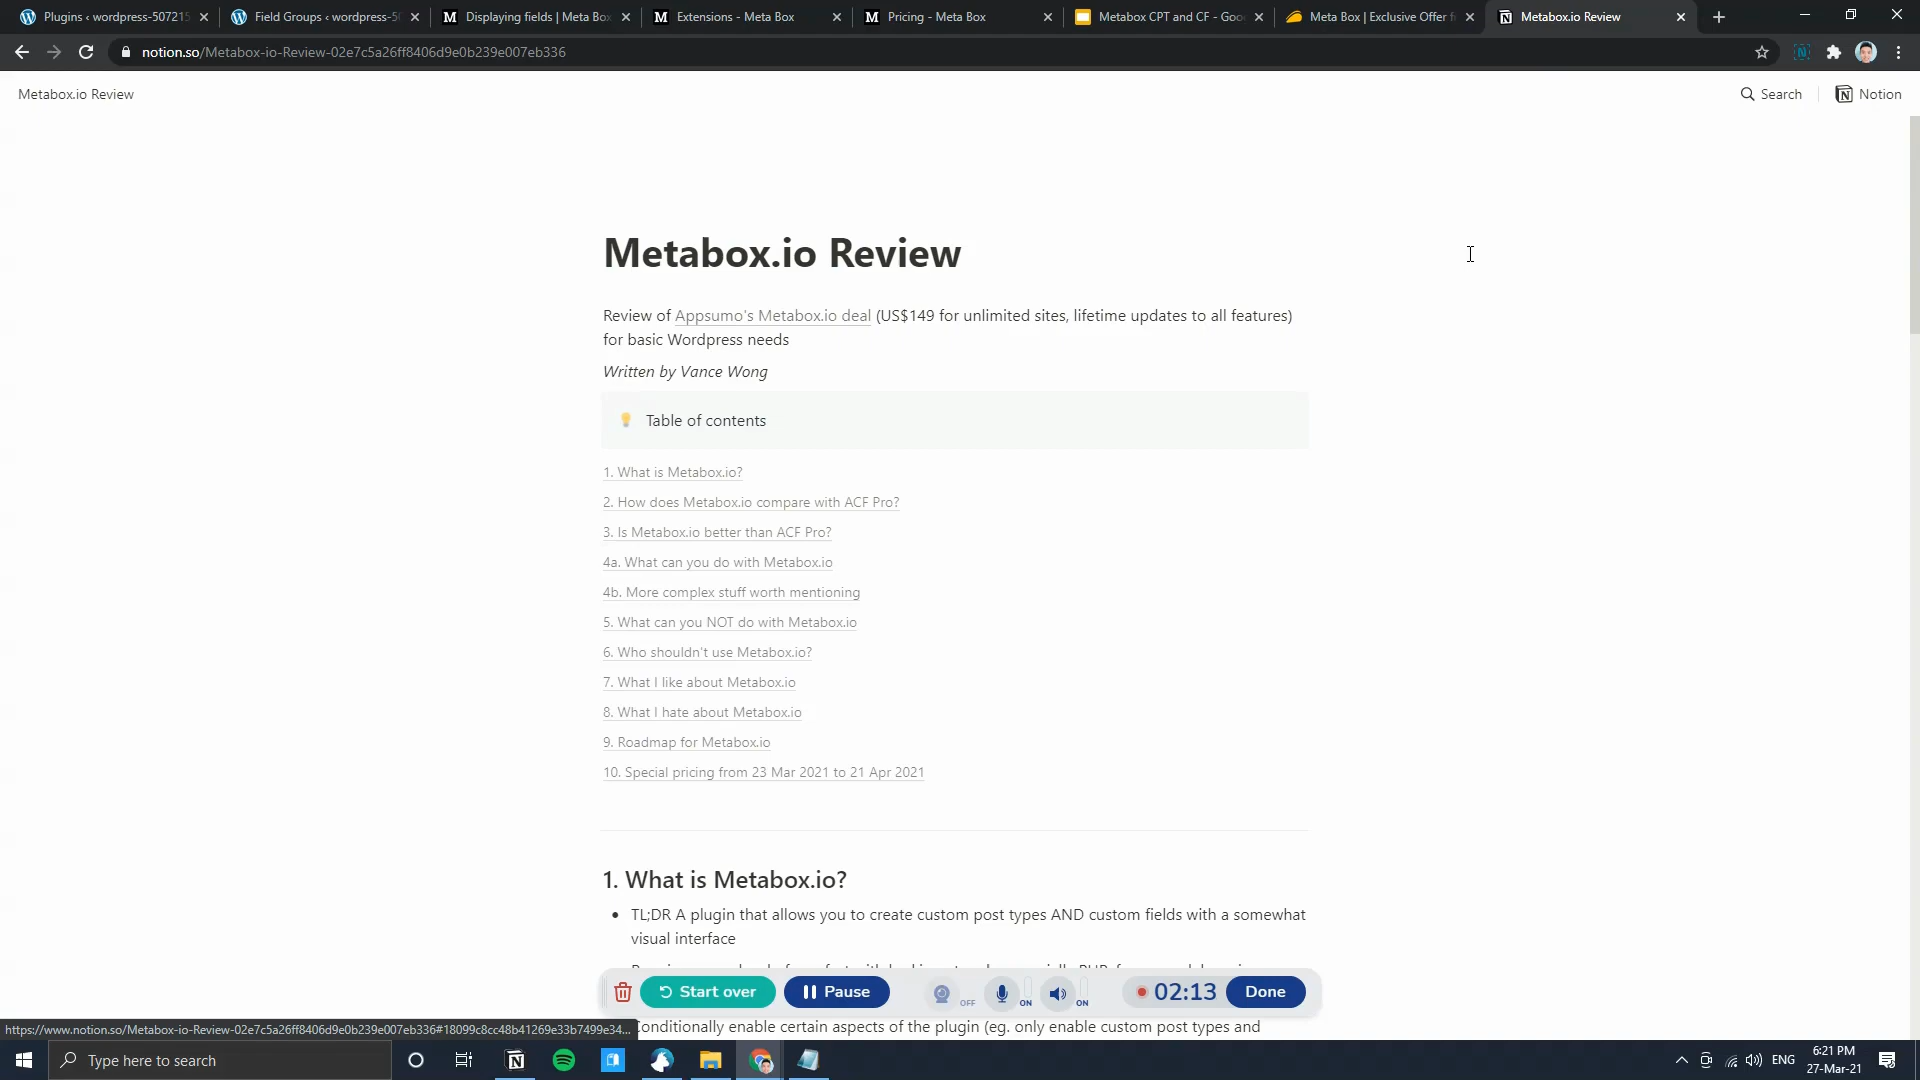 Plugins ‹ wordpress-507215
Field Groups ‹ wordpress-50
Displaying fields | Meta Box
Extensions - Meta Box
Pricing - Meta Box
Metabox CPT and CF - Goo
Meta Box | Exclusive Offer f
Metabox.io Review
notion.so/Metabox-io-Review-02e7c5a26ff8406d9e0b239e007eb336
Metabox.io Review
Search
Notion
Metabox.io Review
Review of Appsumo's Metabox.io deal (US$149 for unlimited sites, lifetime updates to all features)
for basic Wordpress needs
Written by Vance Wong
Table of contents
1. What is Metabox.io?
2. How does Metabox.io compare with ACF Pro?
3. Is Metabox.io better than ACF Pro?
4a. What can you do with Metabox.io
4b. More complex stuff worth mentioning
5. What can you NOT do with Metabox.io
6. Who shouldn't use Metabox.io?
7. What I like about Metabox.io
8. What I hate about Metabox.io
9. Roadmap for Metabox.io
10. Special pricing from 23 Mar 2021 to 21 Apr 2021
1. What is Metabox.io?
TL;DR A plugin that allows you to create custom post types AND custom fields with a somewhat
visual interface
Start over
Pause
OFF
ON
ON
02:13
Done
https://www.notion.so/Metabox-io-Review-02e7c5a26ff8406d9e0b239e007eb336#18099c8cc48b41269e33b7499e34...
Conditionally enable certain aspects of the plugin (eg. only enable custom post types and
Type here to search
ENG
6:21 PM
27-Mar-21